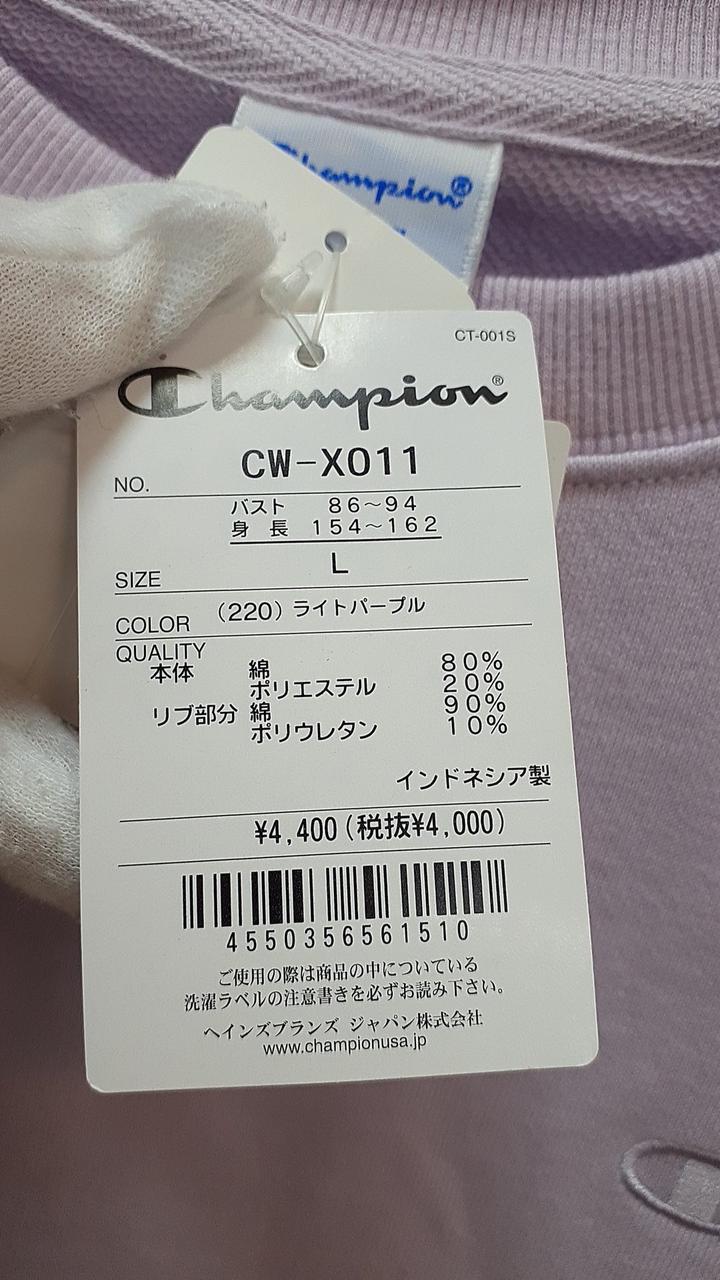 Champion®
CT-001S
Champion®
NO.
CW-X011
バスト 86～94
身 長 154～162
SIZE
L
COLOR
(220) ライトパープル
QUALITY
本体 綿 80%
ポリエステル 20%
リブ部分 綿 90%
ポリウレタン 10%
インドネシア製
¥4,400(税抜¥4,000)
4550356561510
ご使用の際は商品の中についている
洗濯ラベルの注意書きを必ずお読み下さい。
ヘインズブランズ ジャパン株式会社
www.championusa.jp